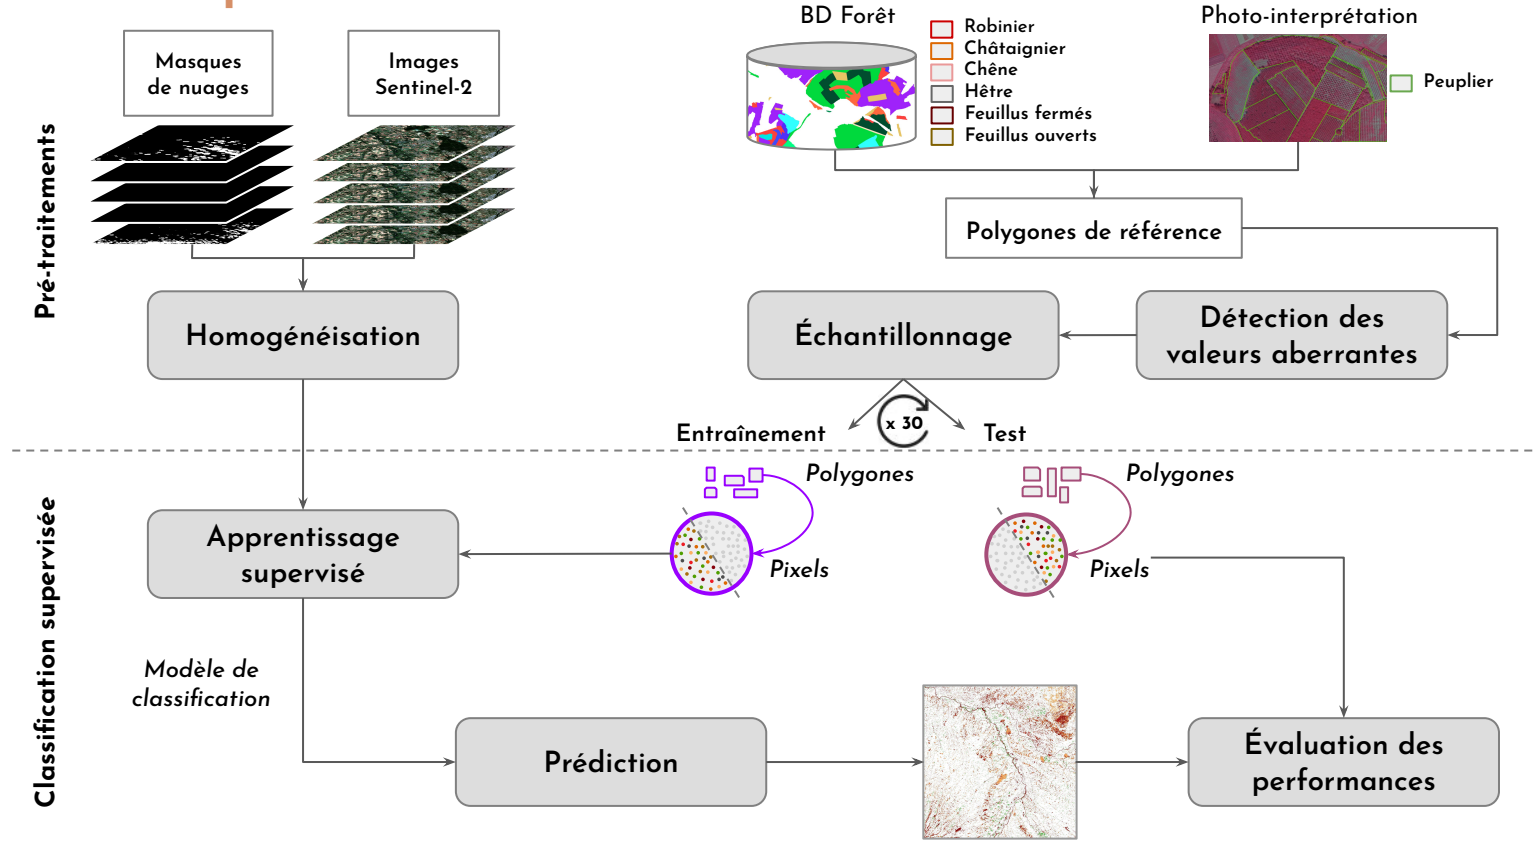 BD Forêt
Photo-interprétation
Masques
de nuages
Images
Sentinel-2
Robinier
Châtaignier
Chêne
Hêtre
Feuillus fermés
Feuillus ouverts
Peuplier
Pré-traitements
Polygones de référence
Homogénéisation
Échantillonnage
Détection des
valeurs aberrantes
x 30
Entraînement
Test
Classification supervisée
Polygones
Polygones
Apprentissage
supervisé
Pixels
Pixels
Modèle de
classification
Prédiction
Évaluation des
performances